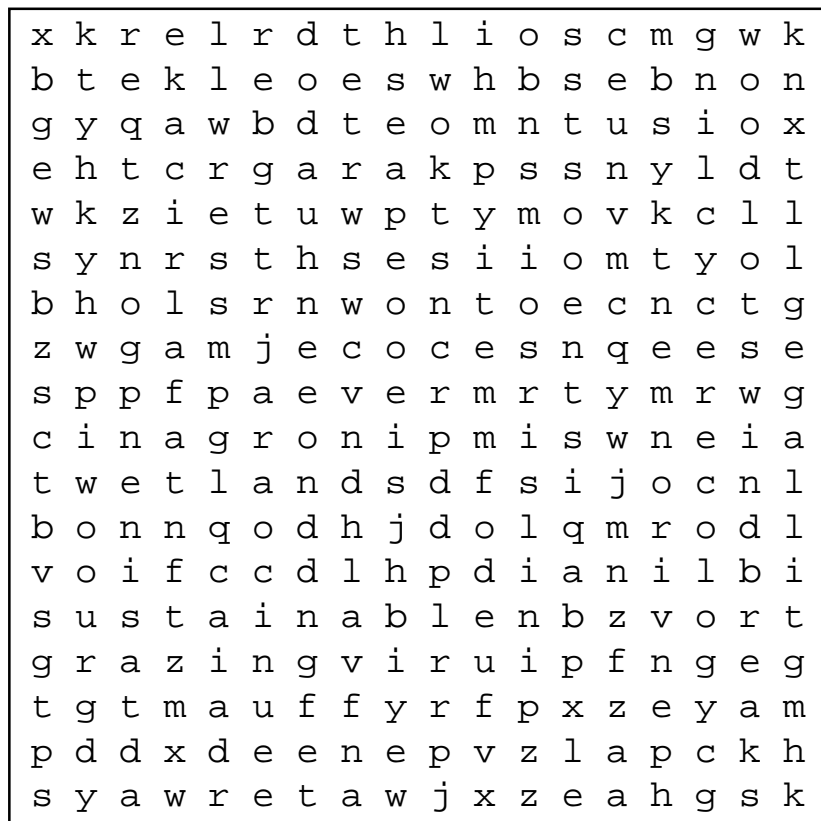 x k r e l r d t h l i o s c m g w k
b t e k l e o e s w h b s e b n o n
g y q a w b d t e o m n t u s i o x
e h t c r g a r a k p s s n y l d t
w k z i e t u w p t y m o v k c l l
s y n r s t h s e s i i o m t y o l
b h o l s r n w o n t o e c n c t g
z w g a m j e c o c e s n q e e s e
s p p f p a e v e r m r t y m r w g
c i n a g r o n i p m i s w n e i a
t w e t l a n d s d f s i j o c n l
b o n n q o d h j d o l q m r o d l
v o i f c c d l h p d i a n i l b i
s u s t a i n a b l e n b z v o r t
g r a z i n g v i r u i p f n g e g
t g t m a u f f y r f p x z e y a m
p d d x d e e n e p v z l a p c k h
s y a w r e t a w j x z e a h g s k